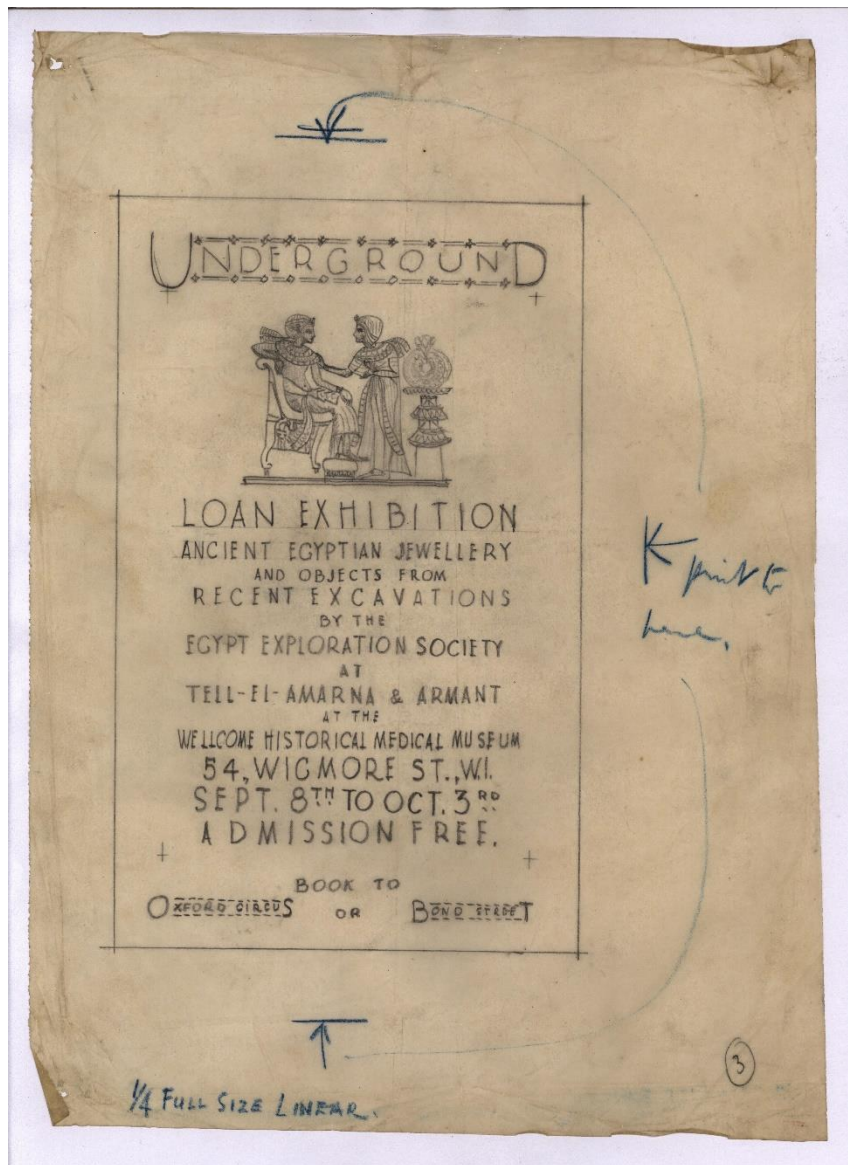 UNDERGROUND
LOAN EXHIBITION
ANCIENT EGYPTIAN JEWELLERY
AND OBJECTS FROM
RECENT EXCAVATIONS
BY THE
EGYPT EXPLORATION SOCIETY
AT
TELL-EL-AMARNA & ARMANT
AT THE
WELLCOME HISTORICAL MEDICAL MUSEUM
54, WIGMORE ST., W.I.
SEPT. 8TH TO OCT. 3RD
ADMISSION FREE.
BOOK TO
OXFORD CIRCUS OR BOND STREET
here.
3
1/4 FULL SIZE LINEAR.